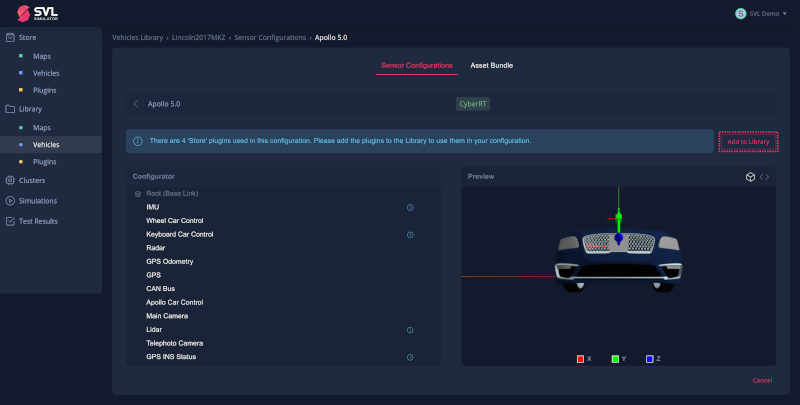 SVL
SIMULATOR
SVL Demo
Store
Maps
Vehicles
Plugins
Library
Maps
Vehicles
Plugins
Clusters
Simulations
Test Results
Vehicles Library › Lincoln2017MKZ › Sensor Configurations › Apollo 5.0
Sensor Configurations Asset Bundle
Apollo 5.0 CyberRT
There are 4 'Store' plugins used in this configuration. Please add the plugins to the Library to use them in your configuration.
Add to Library
Configurator
Root (Base Link)
IMU
Wheel Car Control
Keyboard Car Control
Radar
GPS Odometry
GPS
CAN Bus
Apollo Car Control
Main Camera
Lidar
Telephoto Camera
GPS INS Status
Preview
X Y Z
Cancel